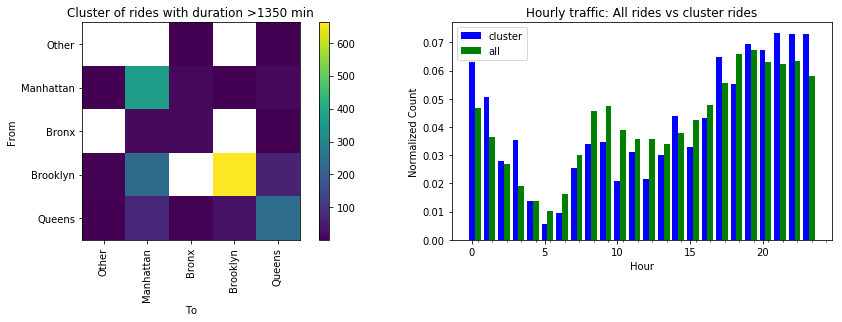 Cluster of rides with duration >1350 min
From
Other
Manhattan
Bronx
Brooklyn
Queens
Other
Manhattan
Bronx
Brooklyn
Queens
To
600
500
400
300
200
100
Hourly traffic: All rides vs cluster rides
cluster
all
Normalized Count
0.07
0.06
0.05
0.04
0.03
0.02
0.01
0.00
0
5
10
15
20
Hour